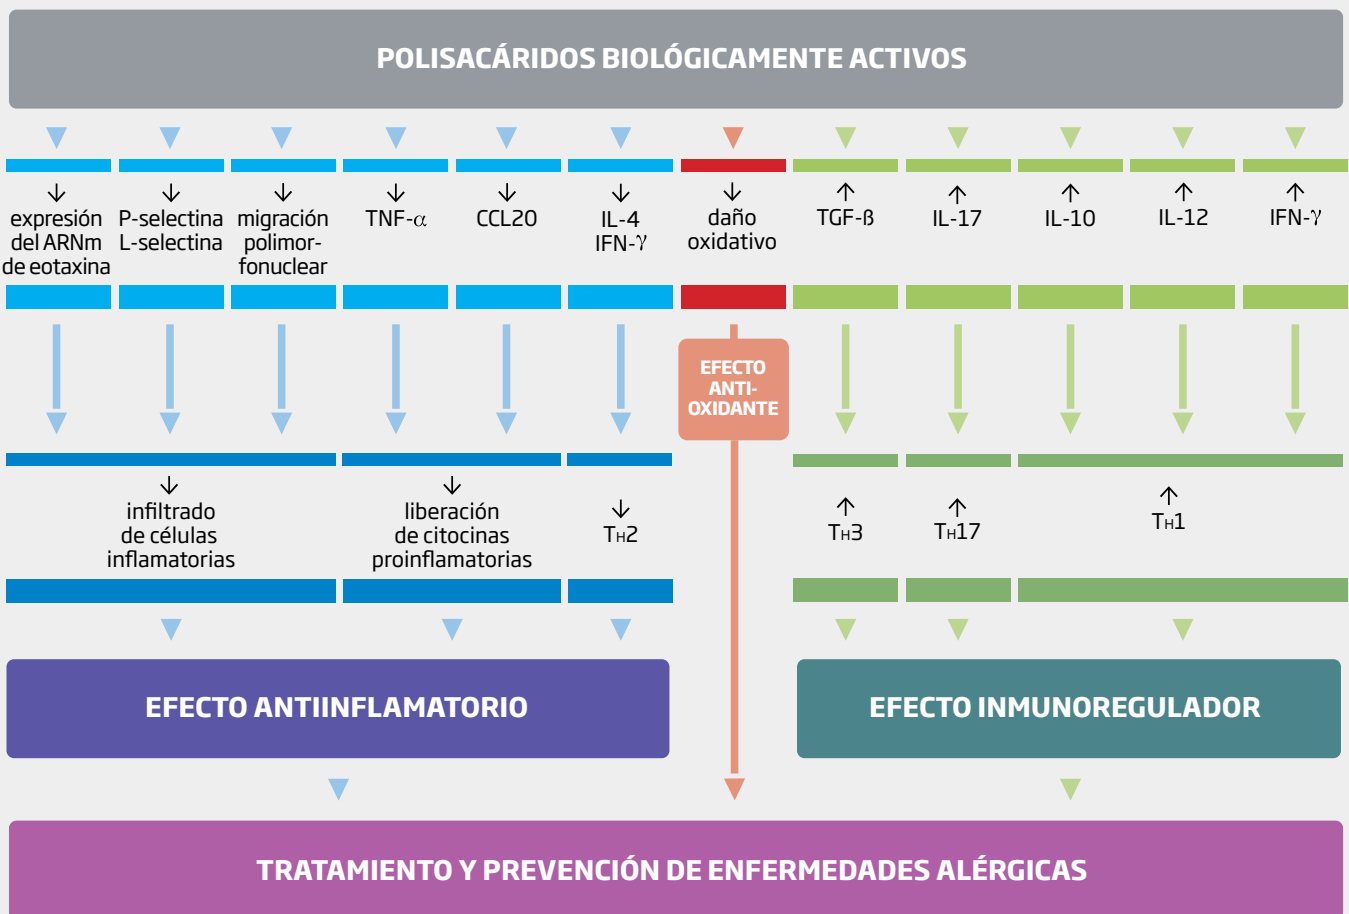 POLISACÁRIDOS BIOLÓGICAMENTE ACTIVOS
↓
expresión
del ARNm
de eotaxina
↓
P-selectina
L-selectina
↓
migración
polimor-
fonuclear
↓
TNF-α
↓
CCL20
↓
IL-4
IFN-γ
↓
daño
oxidativo
↑
TGF-ß
↑
IL-17
↑
IL-10
↑
IL-12
↑
IFN-γ
EFECTO
ANTI-
OXIDANTE
↓
infiltrado
de células
inflamatorias
↓
liberación
de citocinas
proinflamatorias
↓
TH2
↑
TH3
↑
TH17
↑
TH1
EFECTO ANTIINFLAMATORIO
EFECTO INMUNOREGULADOR
TRATAMIENTO Y PREVENCIÓN DE ENFERMEDADES ALÉRGICAS